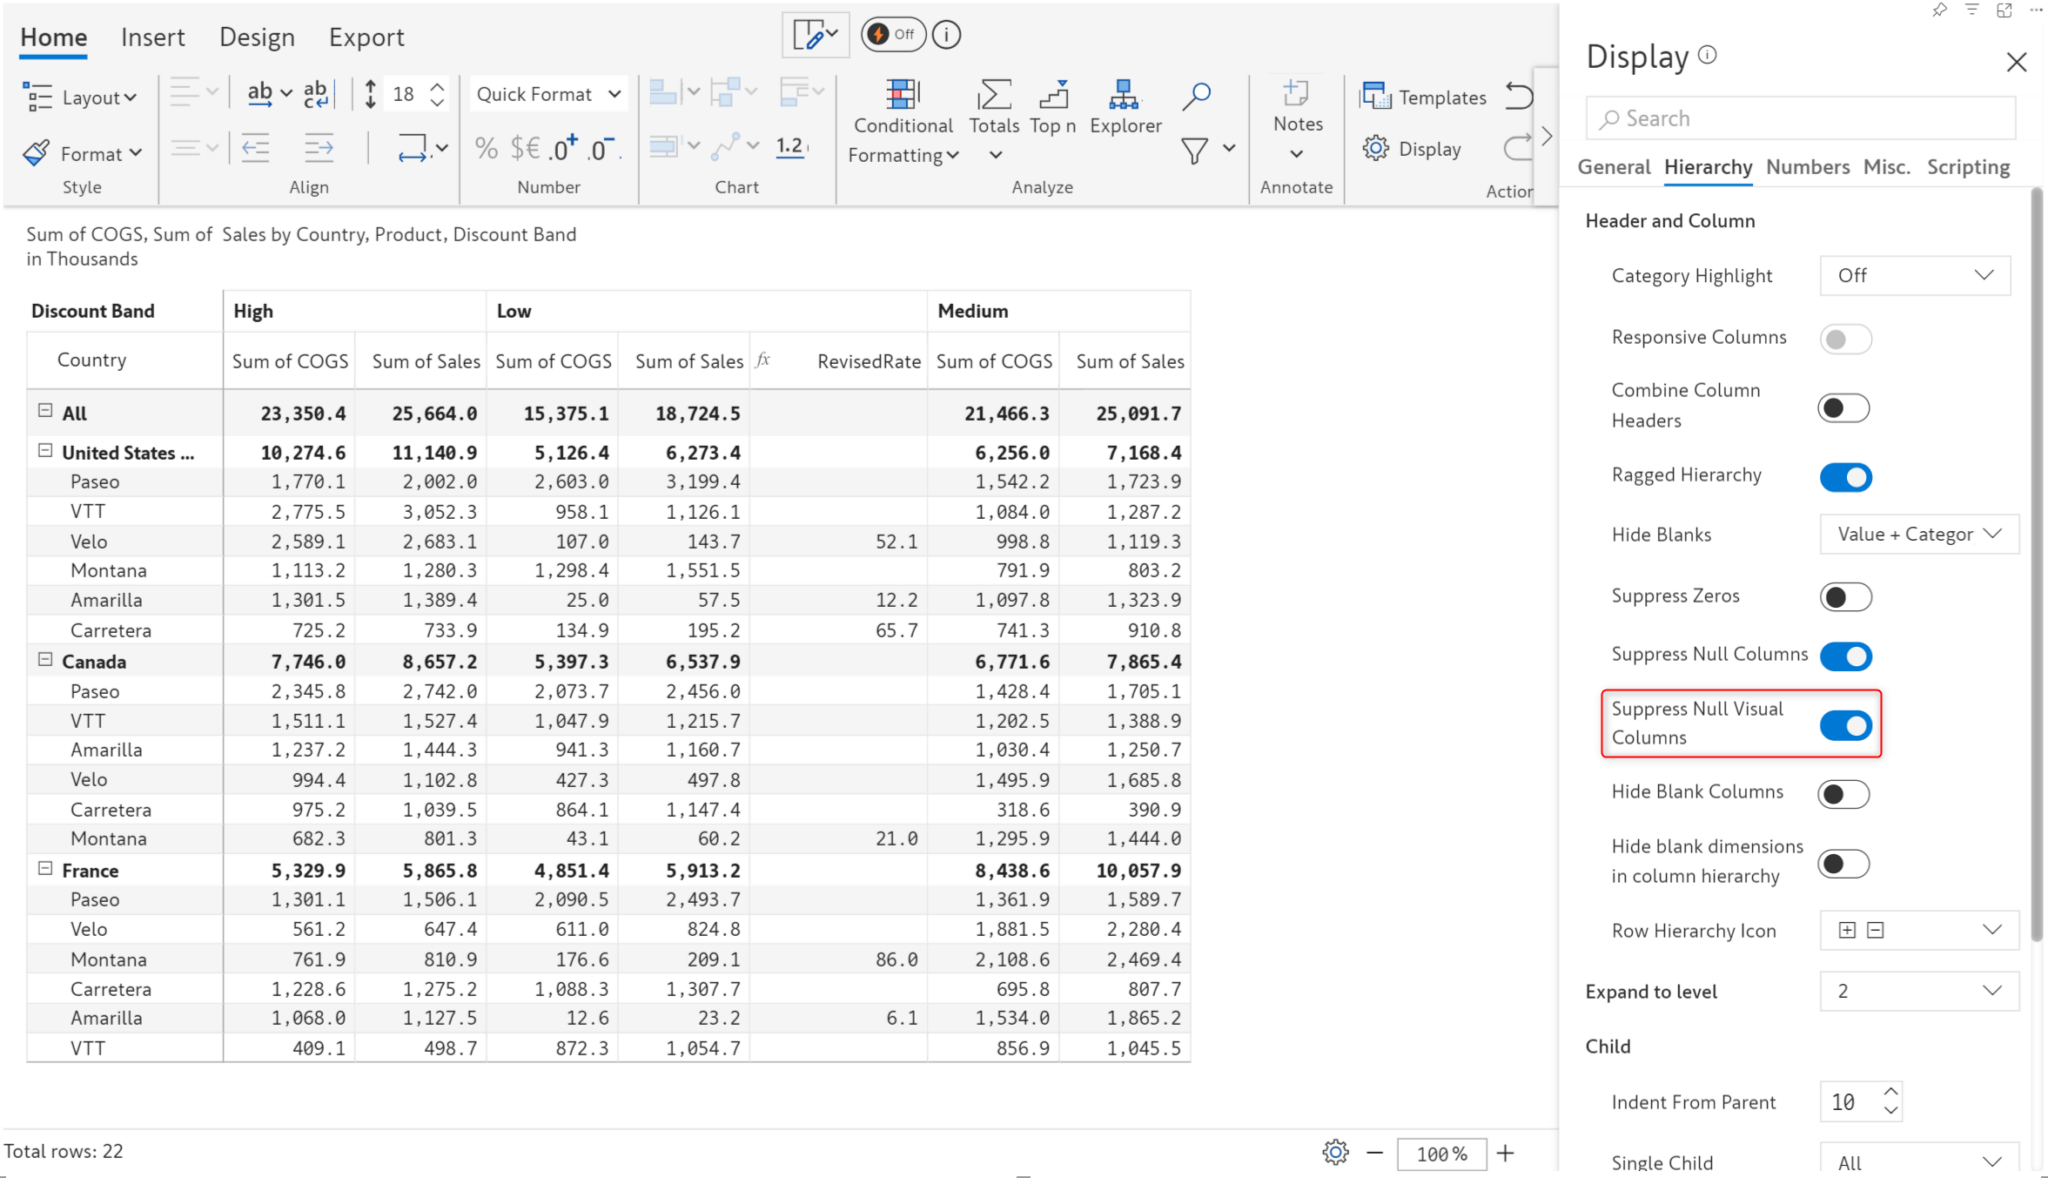 Home Insert Design Export
Off
Layout
ab
ab
c
18
Quick Format
Format
% $€ .0+ .0-
1.2
Conditional
Formatting
Totals
Top n
Explorer
Notes
Templates
Display
Style
Align
Number
Chart
Analyze
Annotate
Action
Sum of COGS, Sum of Sales by Country, Product, Discount Band
in Thousands
Discount Band High Low Medium
Country Sum of COGS Sum of Sales Sum of COGS Sum of Sales fx RevisedRate Sum of COGS Sum of Sales
All 23,350.4 25,664.0 15,375.1 18,724.5 21,466.3 25,091.7
United States ... 10,274.6 11,140.9 5,126.4 6,273.4 6,256.0 7,168.4
Paseo 1,770.1 2,002.0 2,603.0 3,199.4 1,542.2 1,723.9
VTT 2,775.5 3,052.3 958.1 1,126.1 1,084.0 1,287.2
Velo 2,589.1 2,683.1 107.0 143.7 52.1 998.8 1,119.3
Montana 1,113.2 1,280.3 1,298.4 1,551.5 791.9 803.2
Amarilla 1,301.5 1,389.4 25.0 57.5 12.2 1,097.8 1,323.9
Carretera 725.2 733.9 134.9 195.2 65.7 741.3 910.8
Canada 7,746.0 8,657.2 5,397.3 6,537.9 6,771.6 7,865.4
Paseo 2,345.8 2,742.0 2,073.7 2,456.0 1,428.4 1,705.1
VTT 1,511.1 1,527.4 1,047.9 1,215.7 1,202.5 1,388.9
Amarilla 1,237.2 1,444.3 941.3 1,160.7 1,030.4 1,250.7
Velo 994.4 1,102.8 427.3 497.8 1,495.9 1,685.8
Carretera 975.2 1,039.5 864.1 1,147.4 318.6 390.9
Montana 682.3 801.3 43.1 60.2 21.0 1,295.9 1,444.0
France 5,329.9 5,865.8 4,851.4 5,913.2 8,438.6 10,057.9
Paseo 1,301.1 1,506.1 2,090.5 2,493.7 1,361.9 1,589.7
Velo 561.2 647.4 611.0 824.8 1,881.5 2,280.4
Montana 761.9 810.9 176.6 209.1 86.0 2,108.6 2,469.4
Carretera 1,228.6 1,275.2 1,088.3 1,307.7 695.8 807.7
Amarilla 1,068.0 1,127.5 12.6 23.2 6.1 1,534.0 1,865.2
VTT 409.1 498.7 872.3 1,054.7 856.9 1,045.5
Total rows: 22
100%
Display
Search
General Hierarchy Numbers Misc. Scripting
Header and Column
Category Highlight Off
Responsive Columns
Combine Column
Headers
Ragged Hierarchy
Hide Blanks Value + Categor
Suppress Zeros
Suppress Null Columns
Suppress Null Visual
Columns
Hide Blank Columns
Hide blank dimensions
in column hierarchy
Row Hierarchy Icon
Expand to level 2
Child
Indent From Parent 10
Single Child All